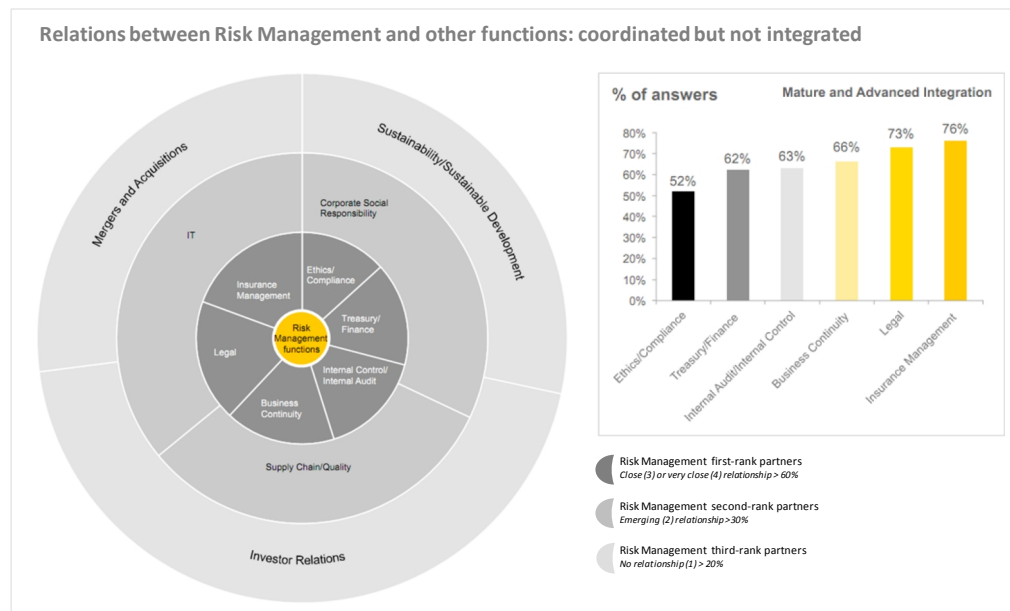 Relations between Risk Management and other functions: coordinated but not integrated
Mergers and Acquisitions
Sustainability/Sustainable Development
Investor Relations
IT
Corporate Social
Responsibility
Supply Chain/Quality
Insurance
Management
Ethics/
Compliance
Treasury/
Finance
Internal Control/
Internal Audit
Business
Continuity
Legal
Risk
Management
functions
% of answers
Mature and Advanced Integration
80%
70%
60%
50%
40%
30%
20%
10%
0%
52%
62%
63%
66%
73%
76%
Ethics/Compliance
Treasury/Finance
Internal Audit/Internal Control
Business Continuity
Legal
Insurance Management
Risk Management first-rank partners
Close (3) or very close (4) relationship > 60%
Risk Management second-rank partners
Emerging (2) relationship >30%
Risk Management third-rank partners
No relationship (1) > 20%